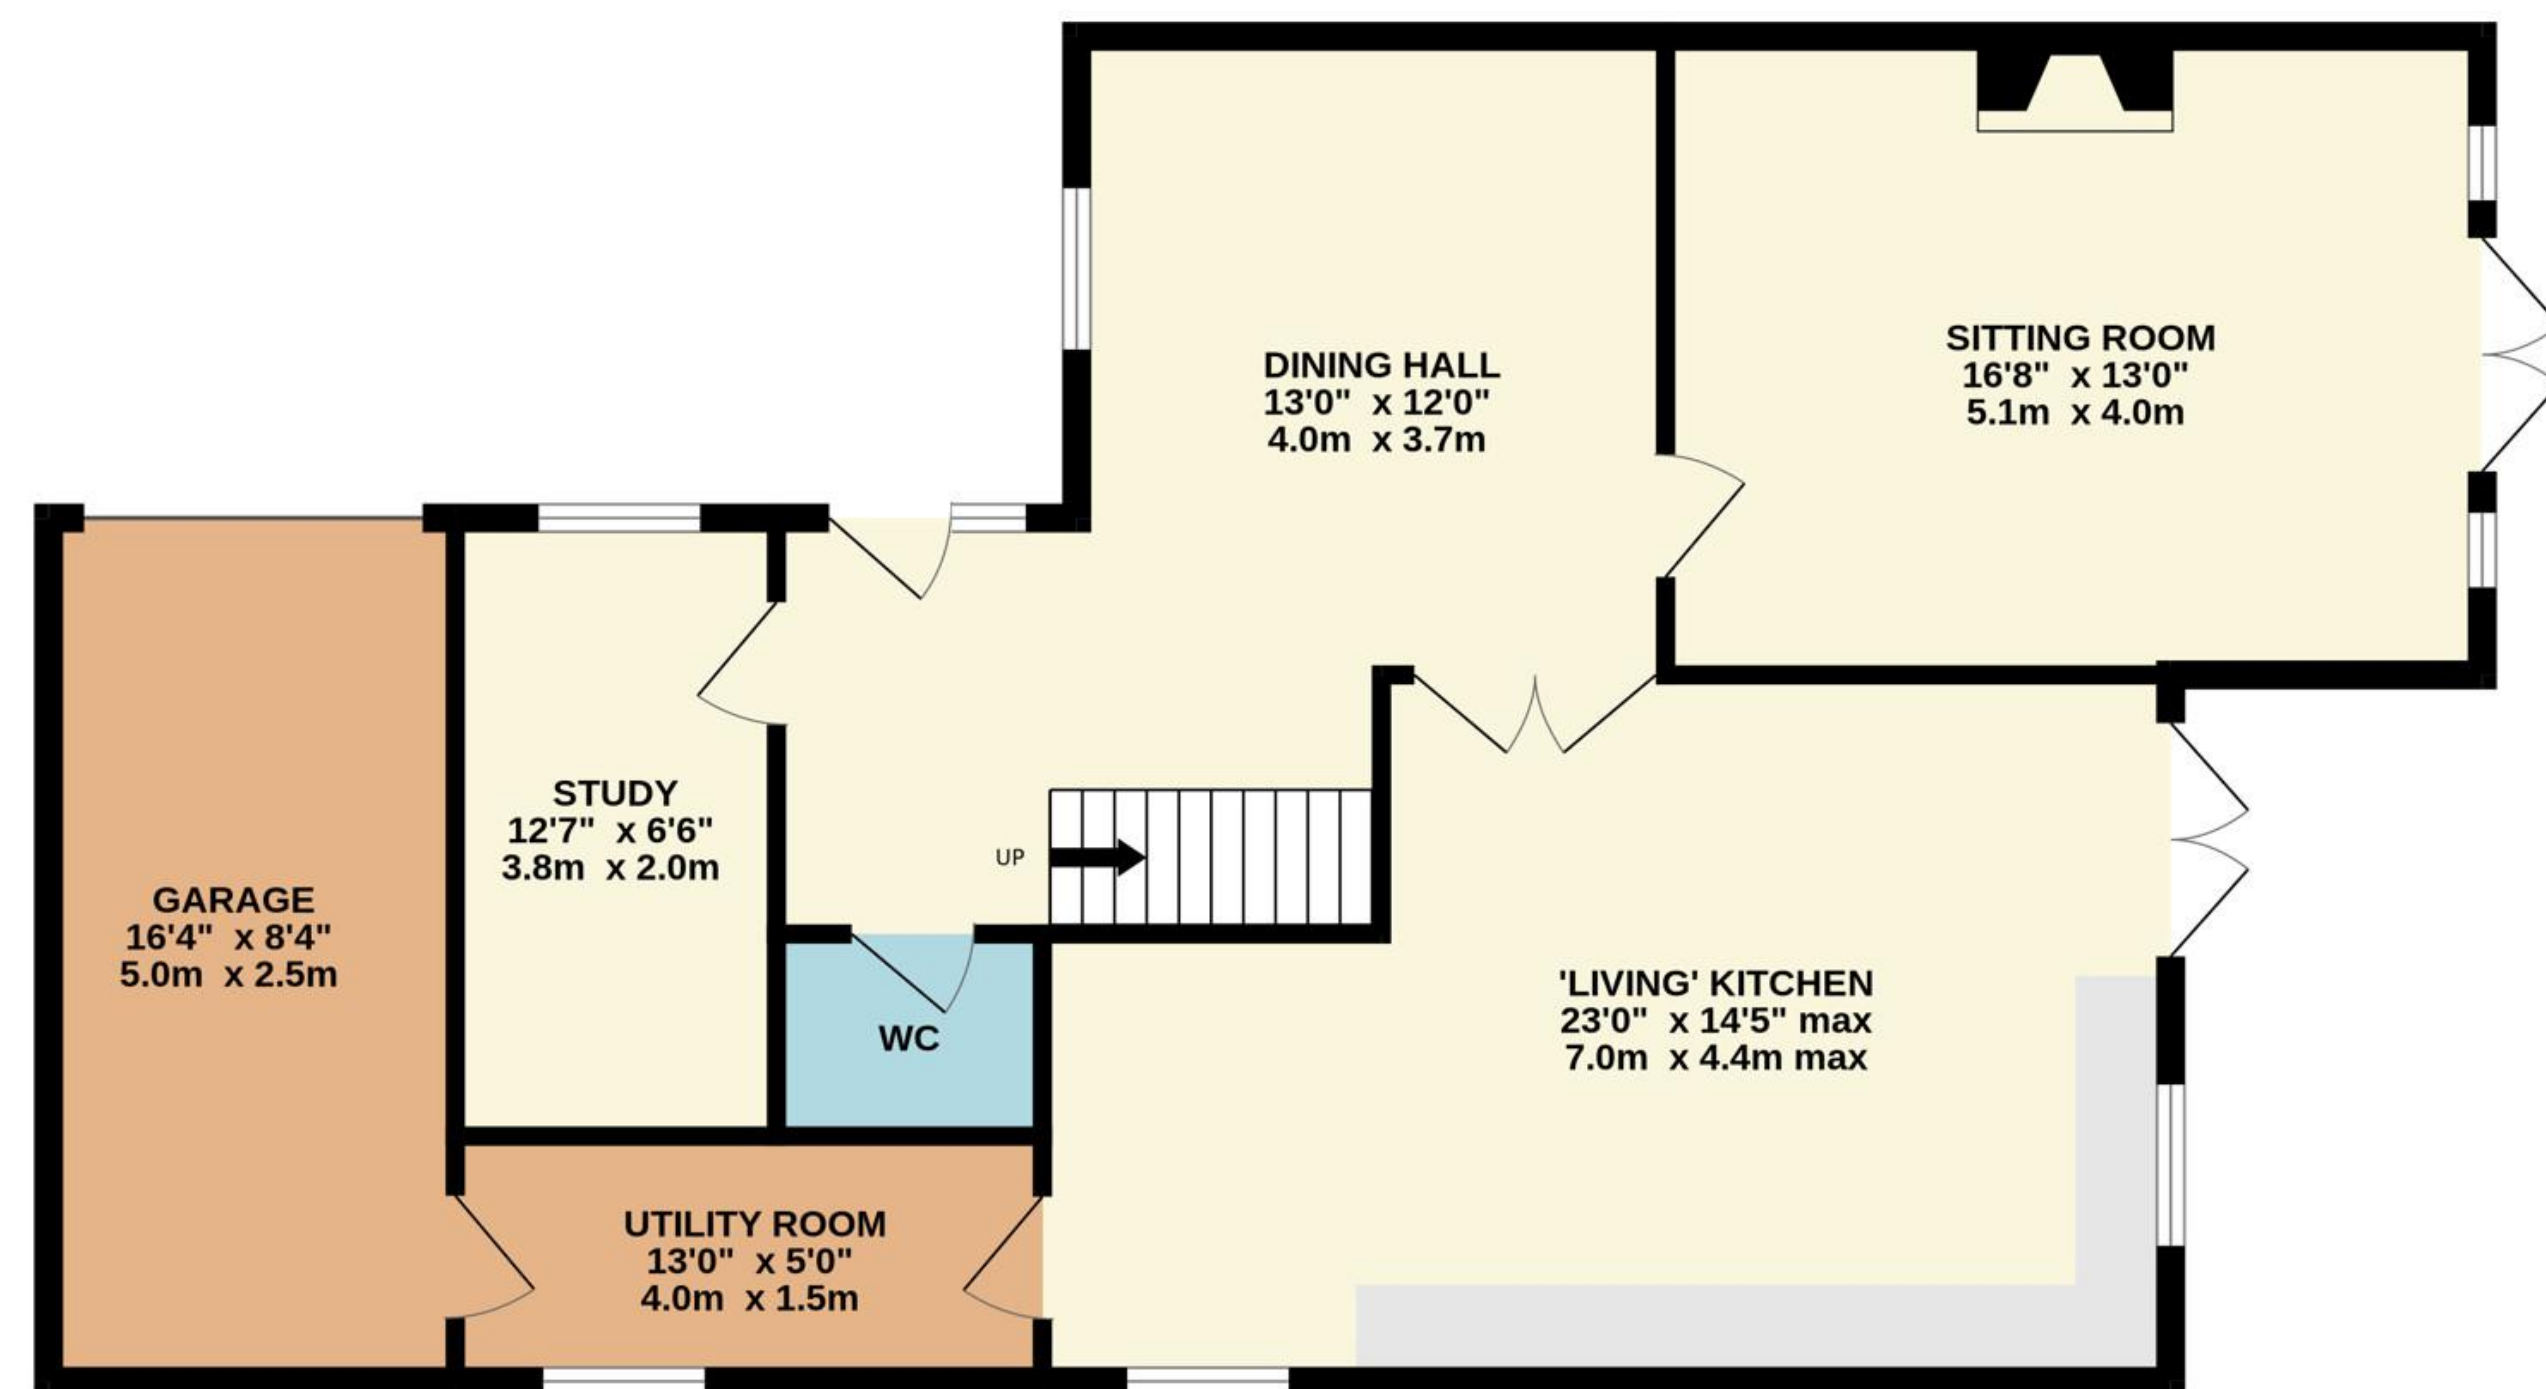 DINING HALL
13'0" x 12'0"
4.0m x 3.7m
SITTING ROOM
16'8" x 13'0"
5.1m x 4.0m
GARAGE
16'4" x 8'4"
5.0m x 2.5m
STUDY
12'7" x 6'6"
3.8m x 2.0m
UP
WC
'LIVING' KITCHEN
23'0" x 14'5" max
7.0m x 4.4m max
UTILITY ROOM
13'0" x 5'0"
4.0m x 1.5m